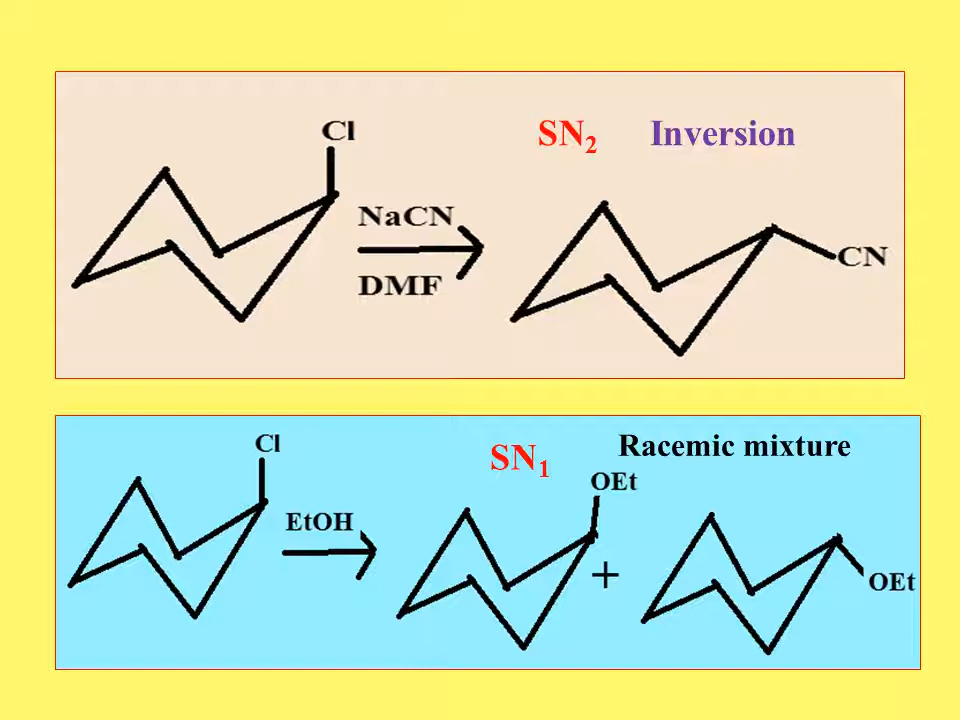 Cl
SN2 Inversion
NaCN
DMF
CN
Cl
SN1
Racemic mixture
OEt
EtOH
+
OEt